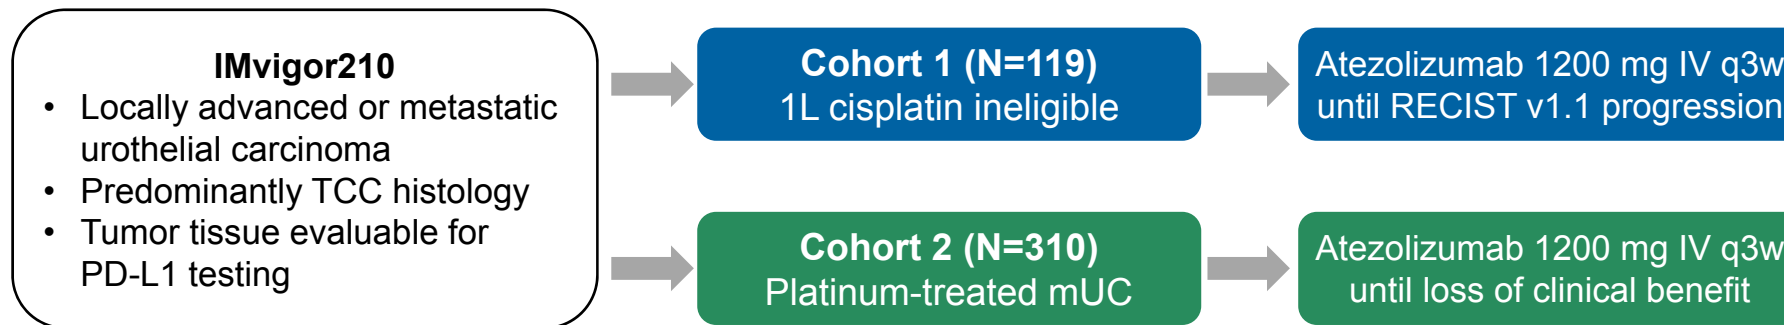 IMvigor210
• Locally advanced or metastatic
urothelial carcinoma
• Predominantly TCC histology
• Tumor tissue evaluable for
PD-L1 testing
Cohort 1 (N=119)
1L cisplatin ineligible
Atezolizumab 1200 mg IV q3w
until RECIST v1.1 progression
Cohort 2 (N=310)
Platinum-treated mUC
Atezolizumab 1200 mg IV q3w
until loss of clinical benefit